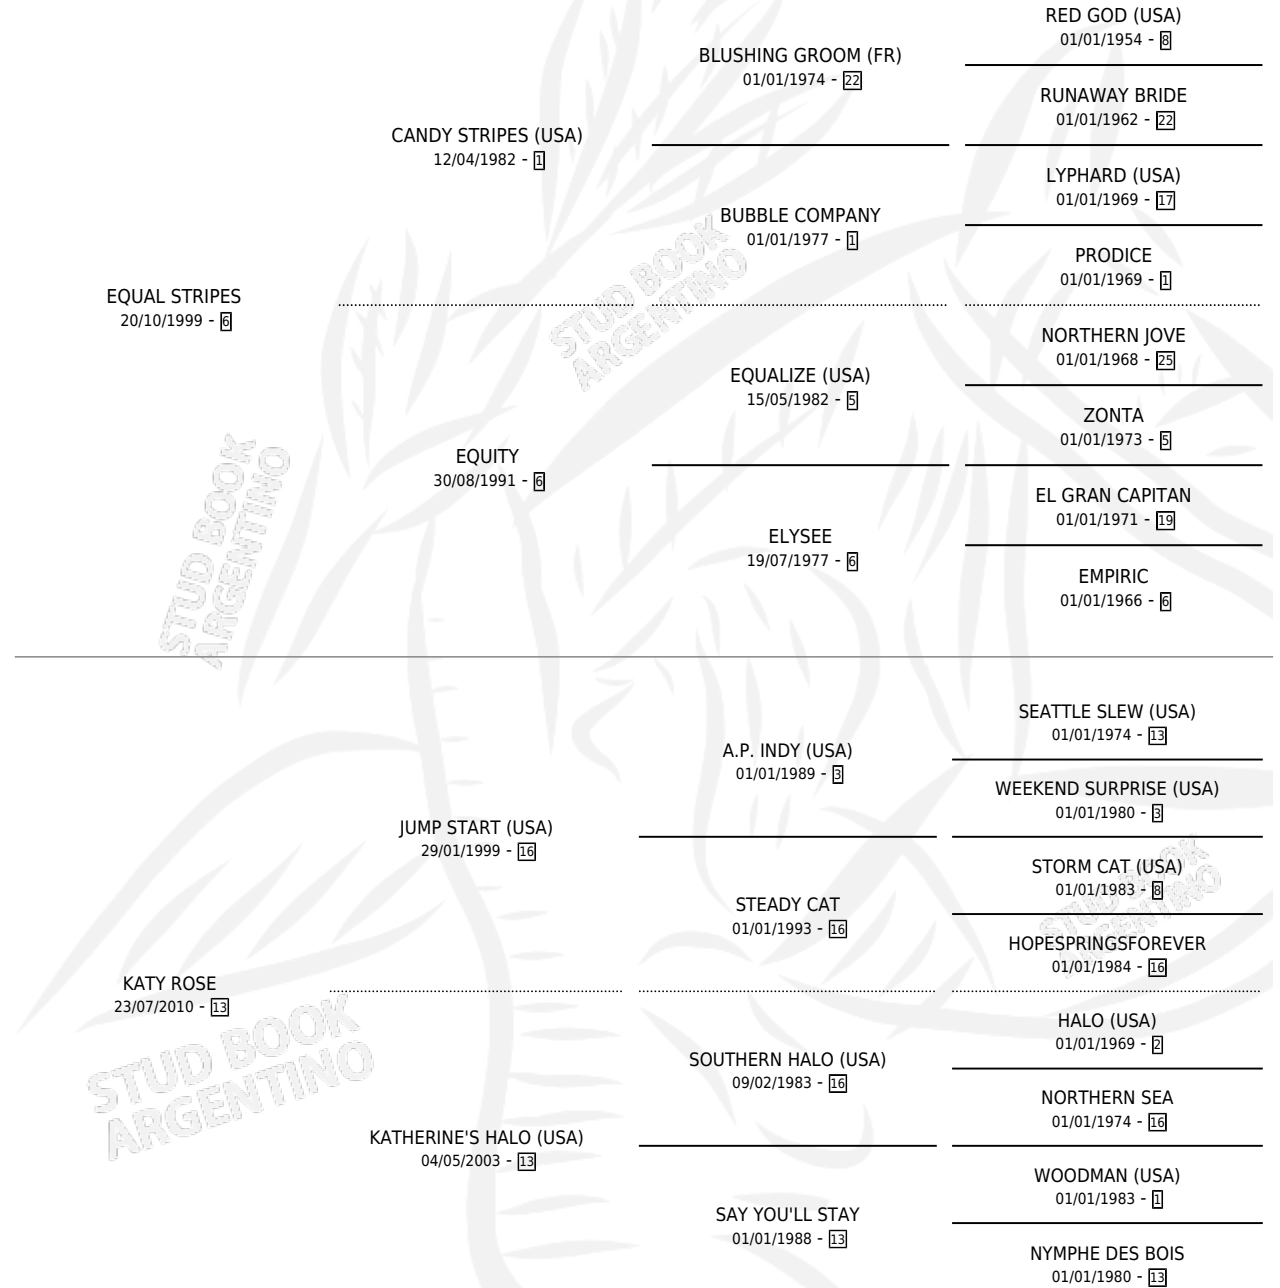 RED GOD (USA)
01/01/1954 - 8
BLUSHING GROOM (FR)
01/01/1974 - 22
RUNAWAY BRIDE
01/01/1962 - 22
CANDY STRIPES (USA)
12/04/1982 - 1
LYPHARD (USA)
01/01/1969 - 17
BUBBLE COMPANY
01/01/1977 - 1
PRODICE
01/01/1969 - 1
STUD BOOK
ARGENTINO
EQUAL STRIPES
20/10/1999 - 6
NORTHERN JOVE
01/01/1968 - 25
EQUALIZE (USA)
15/05/1982 - 5
ZONTA
01/01/1973 - 5
EQUITY
30/08/1991 - 6
EL GRAN CAPITAN
01/01/1971 - 19
ELYSEE
19/07/1977 - 6
EMPIRIC
01/01/1966 - 6
STUD BOOK
ARGENTINO
SEATTLE SLEW (USA)
01/01/1974 - 13
A.P. INDY (USA)
01/01/1989 - 3
WEEKEND SURPRISE (USA)
01/01/1980 - 3
JUMP START (USA)
29/01/1999 - 16
STORM CAT (USA)
01/01/1983 - 8
STUD BOOK
ARGENTINO
STEADY CAT
01/01/1993 - 16
HOPESPRINGSFOREVER
01/01/1984 - 16
KATY ROSE
23/07/2010 - 13
HALO (USA)
01/01/1969 - 2
STUD BOOK
ARGENTINO
SOUTHERN HALO (USA)
09/02/1983 - 16
NORTHERN SEA
01/01/1974 - 16
KATHERINE'S HALO (USA)
04/05/2003 - 13
WOODMAN (USA)
01/01/1983 - 1
SAY YOU'LL STAY
01/01/1988 - 13
NYMPHE DES BOIS
01/01/1980 - 13